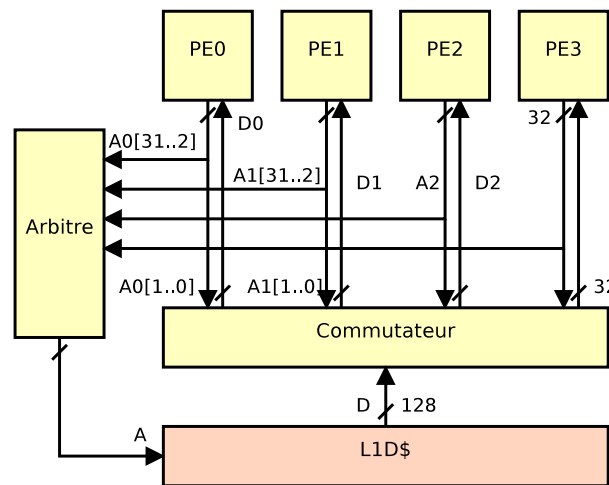 PE0
PE1
PE2
PE3
D0
32
A0[31..2]
A1[31..2]
D1
A2
D2
Arbitre
A0[1..0]
A1[1..0]
32
Commutateur
D
128
A
L1D$